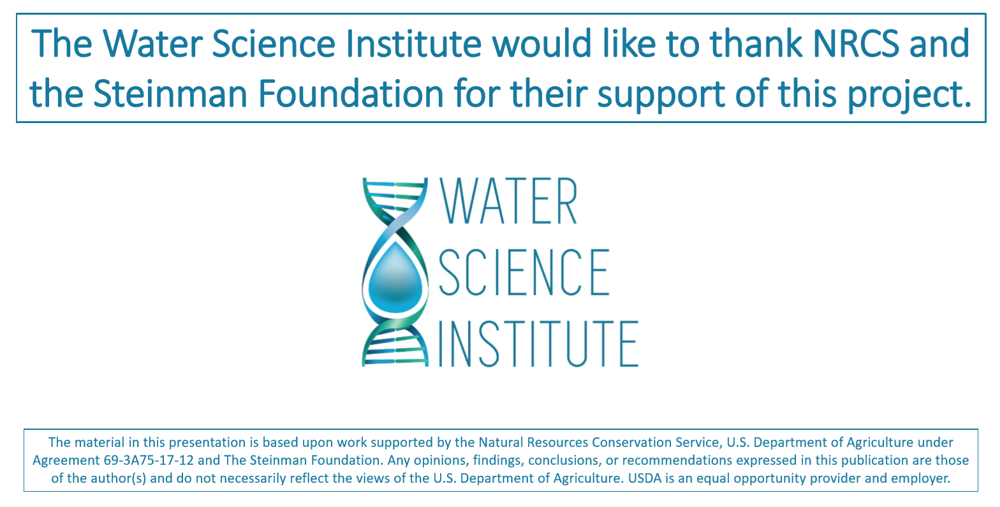 The Water Science Institute would like to thank NRCS and
the Steinman Foundation for their support of this project.
WATER
SCIENCE
INSTITUTE
The material in this presentation is based upon work supported by the Natural Resources Conservation Service, U.S. Department of Agriculture under
Agreement 69-3A75-17-12 and The Steinman Foundation. Any opinions, findings, conclusions, or recommendations expressed in this publication are those
of the author(s) and do not necessarily reflect the views of the U.S. Department of Agriculture. USDA is an equal opportunity provider and employer.